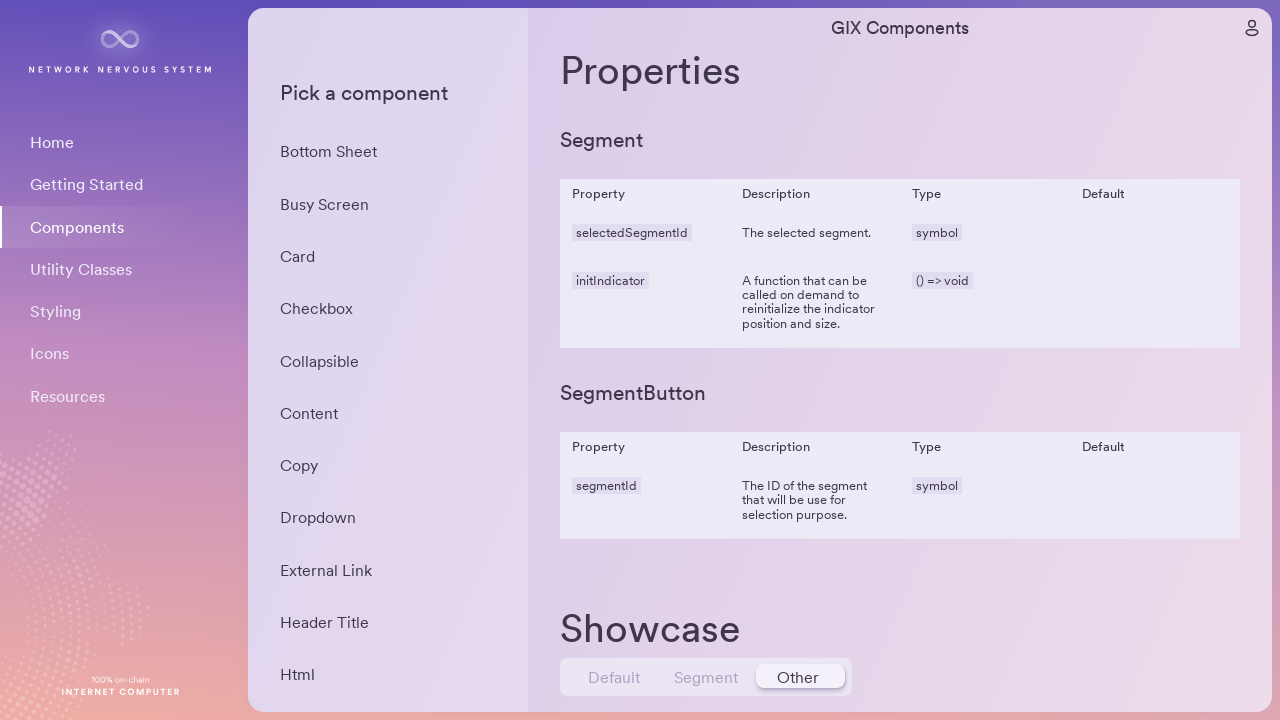 NETWORK NERVOUS SYSTEM
Home
Getting Started
Components
Utility Classes
Styling
Icons
Resources
100% on-chain
INTERNET COMPUTER
Pick a component
Bottom Sheet
Busy Screen
Card
Checkbox
Collapsible
Content
Copy
Dropdown
External Link
Header Title
Html
GIX Components
Properties
Segment
Property Description Type Default
selectedSegmentId The selected segment. symbol
initIndicator A function that can be () => void
called on demand to
reinitialize the indicator
position and size.
SegmentButton
Property Description Type Default
segmentId The ID of the segment symbol
that will be use for
selection purpose.
Showcase
Default Segment Other